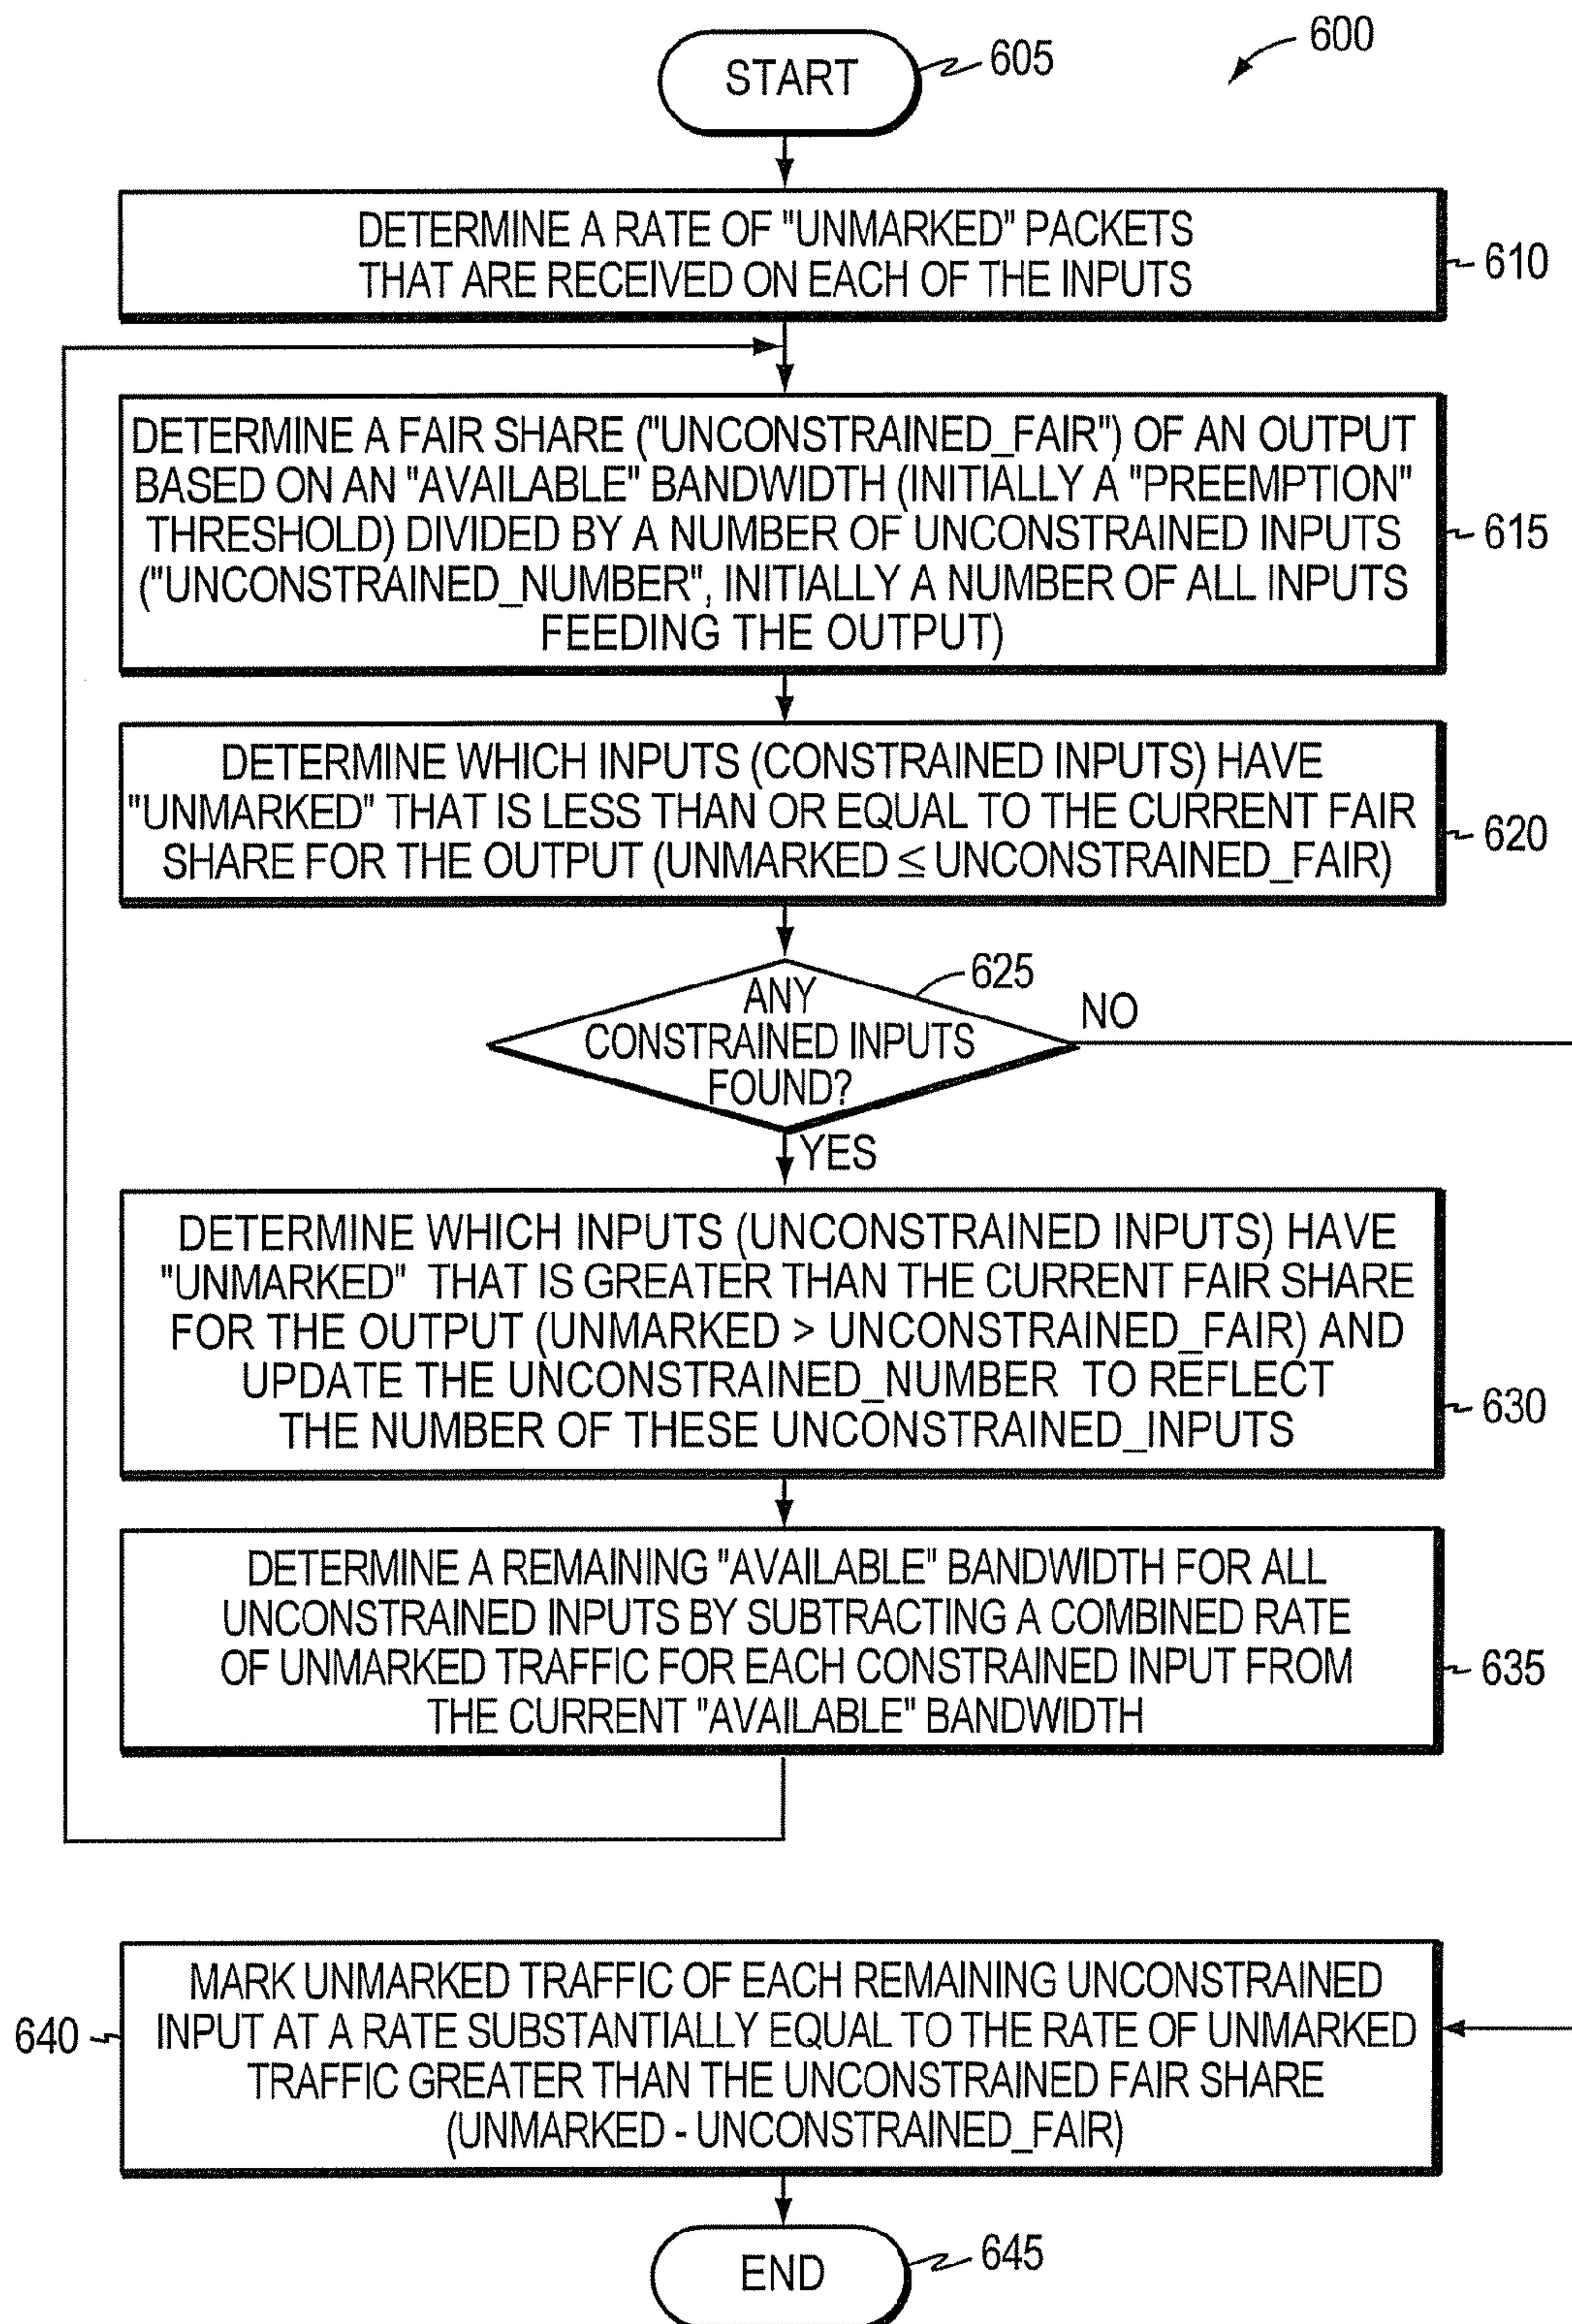 600
START
605
DETERMINE A RATE OF "UNMARKED" PACKETS
THAT ARE RECEIVED ON EACH OF THE INPUTS
610
DETERMINE A FAIR SHARE ("UNCONSTRAINED_FAIR") OF AN OUTPUT
BASED ON AN "AVAILABLE" BANDWIDTH (INITIALLY A "PREEMPTION"
THRESHOLD) DIVIDED BY A NUMBER OF UNCONSTRAINED INPUTS
("UNCONSTRAINED_NUMBER", INITIALLY A NUMBER OF ALL INPUTS
FEEDING THE OUTPUT)
615
DETERMINE WHICH INPUTS (CONSTRAINED INPUTS) HAVE
"UNMARKED" THAT IS LESS THAN OR EQUAL TO THE CURRENT FAIR
SHARE FOR THE OUTPUT (UNMARKED ≤ UNCONSTRAINED_FAIR)
620
ANY
CONSTRAINED INPUTS
FOUND?
625
NO
YES
DETERMINE WHICH INPUTS (UNCONSTRAINED INPUTS) HAVE
"UNMARKED" THAT IS GREATER THAN THE CURRENT FAIR SHARE
FOR THE OUTPUT (UNMARKED > UNCONSTRAINED_FAIR) AND
UPDATE THE UNCONSTRAINED_NUMBER TO REFLECT
THE NUMBER OF THESE UNCONSTRAINED_INPUTS
630
DETERMINE A REMAINING "AVAILABLE" BANDWIDTH FOR ALL
UNCONSTRAINED INPUTS BY SUBTRACTING A COMBINED RATE
OF UNMARKED TRAFFIC FOR EACH CONSTRAINED INPUT FROM
THE CURRENT "AVAILABLE" BANDWIDTH
635
MARK UNMARKED TRAFFIC OF EACH REMAINING UNCONSTRAINED
INPUT AT A RATE SUBSTANTIALLY EQUAL TO THE RATE OF UNMARKED
TRAFFIC GREATER THAN THE UNCONSTRAINED FAIR SHARE
(UNMARKED - UNCONSTRAINED_FAIR)
640
END
645